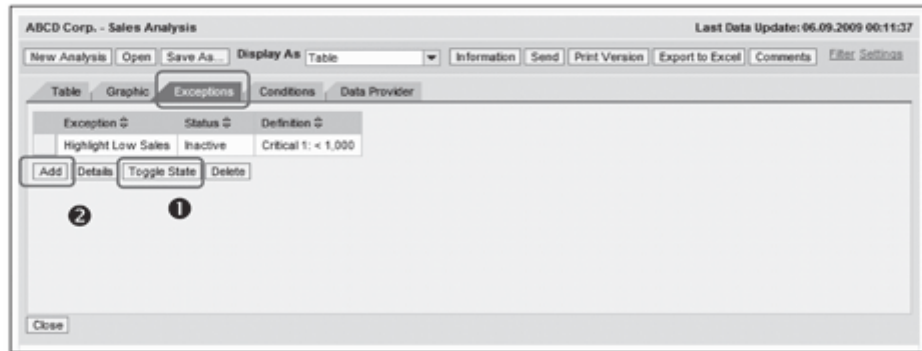 ABCD Corp. - Sales Analysis Last Data Update: 06.09.2009 00:11:37
New Analysis Open Save As... Display As Table Information Send Print Version Export to Excel Comments Filter Settings
Table Graphic Exceptions Conditions Data Provider
Exception Status Definition
Highlight Low Sales Inactive Critical 1: < 1,000
Add Details Toggle State Delete
❷ ❶
Close